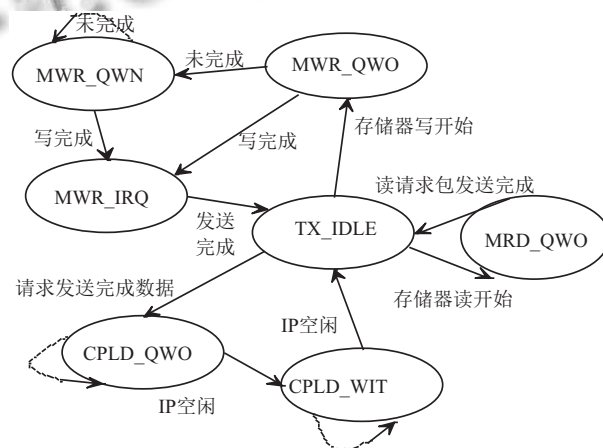 未完成
MWR_QWN
未完成
MWR_QWO
写完成
写完成
存储器写开始
MWR_IRQ
读请求包发送完成
发送
完成
TX_IDLE
MRD_QWO
请求发送完成数据
存储器读开始
IP空闲
CPLD_QWO
CPLD_WIT
IP空闲